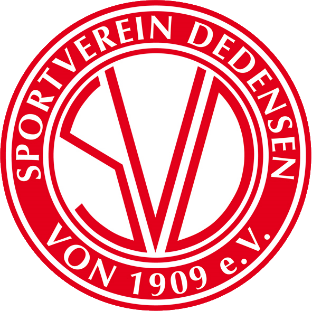 SPORTVEREIN DEDENSEN
SVD
VON 1909 e.V.